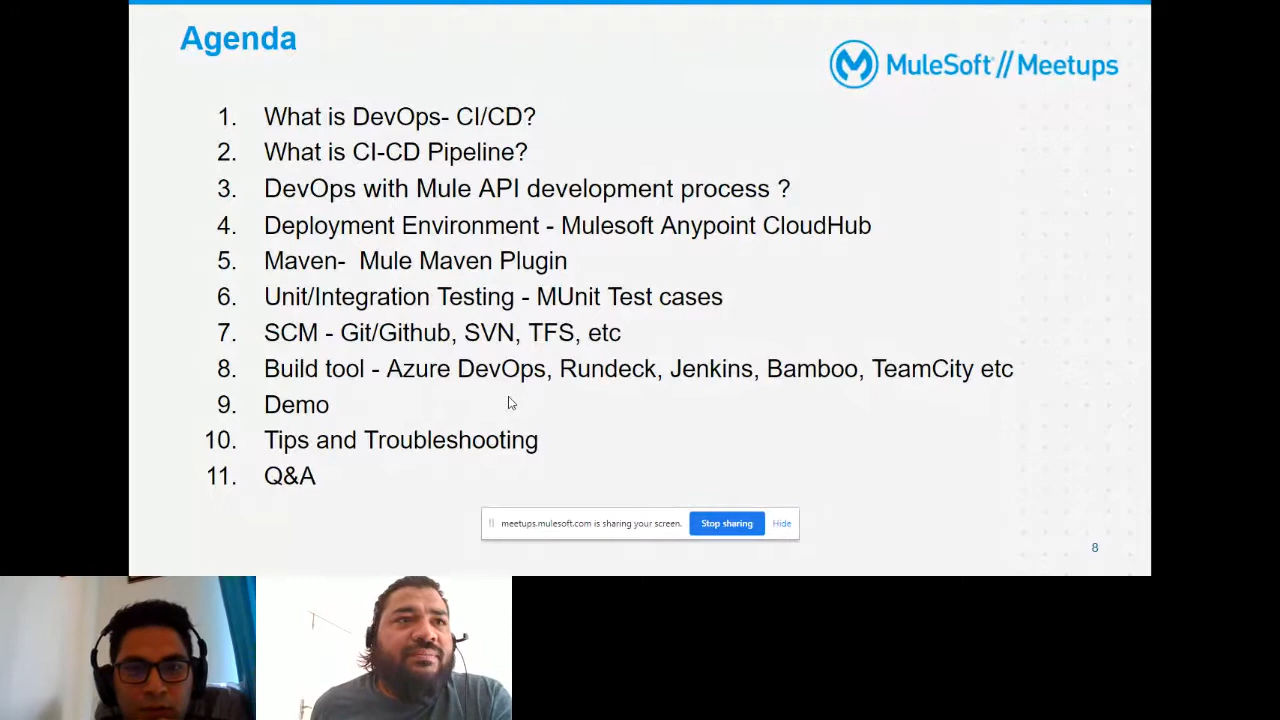 Agenda
MuleSoft // Meetups
1. What is DevOps- CI/CD?
2. What is CI-CD Pipeline?
3. DevOps with Mule API development process ?
4. Deployment Environment - Mulesoft Anypoint CloudHub
5. Maven-  Mule Maven Plugin
6. Unit/Integration Testing - MUnit Test cases
7. SCM - Git/Github, SVN, TFS, etc
8. Build tool - Azure DevOps, Rundeck, Jenkins, Bamboo, TeamCity etc
9. Demo
10. Tips and Troubleshooting
11. Q&A
meetups.mulesoft.com is sharing your screen. Stop sharing Hide
8